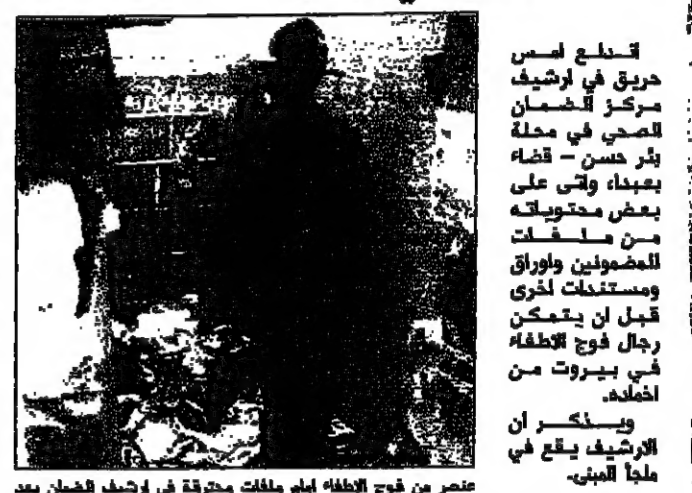 اندلع امس
حريق في ارشيف
مركز الضمان
الصحي في محلة
بئر حسن – قضاء
بعبدا، واتى على
بعض محتوياته
من ملفات
المضمونين واوراق
ومستندات اخرى
قبل ان يتمكن
رجال فوج الاطفاء
في بيروت من
اخماده.
ويذكر ان
الارشيف يقع في
ملجأ المبنى.
عنصر من فوج الاطفاء امام ملفات محترقة في ارشيف الضمان بعد